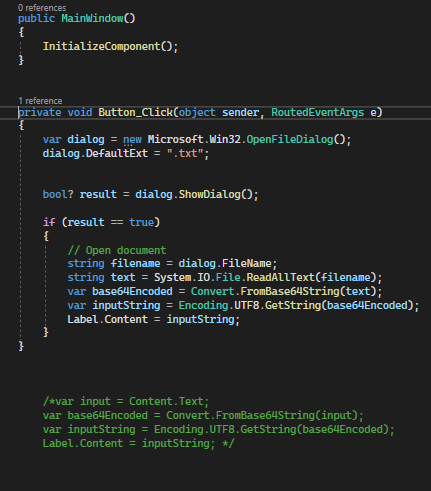 0 references
public MainWindow()
{
InitializeComponent();
}
1 reference
private void Button_Click(object sender, RoutedEventArgs e)
{
var dialog = new Microsoft.Win32.OpenFileDialog();
dialog.DefaultExt = ".txt";
bool? result = dialog.ShowDialog();
if (result == true)
{
// Open document
string filename = dialog.FileName;
string text = System.IO.File.ReadAllText(filename);
var base64Encoded = Convert.FromBase64String(text);
var inputString = Encoding.UTF8.GetString(base64Encoded);
Label.Content = inputString;
}
}
/*var input = Content.Text;
var base64Encoded = Convert.FromBase64String(input);
var inputString = Encoding.UTF8.GetString(base64Encoded);
Label.Content = inputString; */